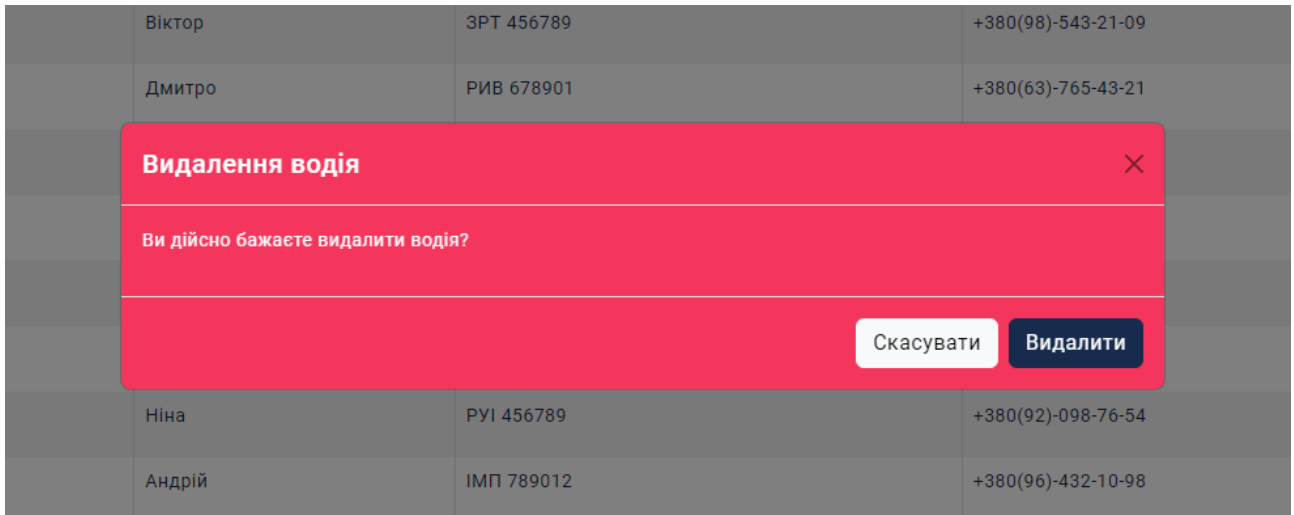 Віктор ЗРТ 456789 +380(98)-543-21-09
Дмитро РИВ 678901 +380(63)-765-43-21
Видалення водія
Ви дійсно бажаєте видалити водія?
Скасувати Видалити
Ніна РУІ 456789 +380(92)-098-76-54
Андрій ІМП 789012 +380(96)-432-10-98